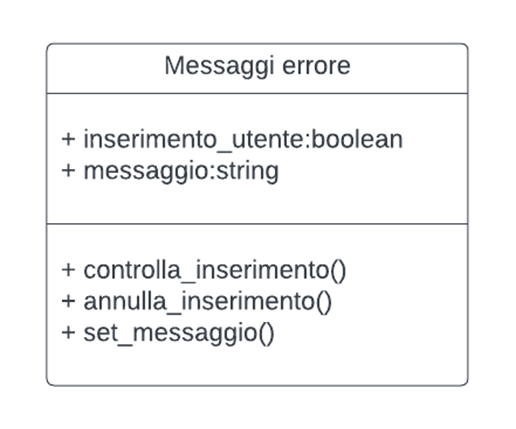 Messaggi errore
+ inserimento_utente:boolean
+ messaggio:string
+ controlla_inserimento()
+ annulla_inserimento()
+ set_messaggio()